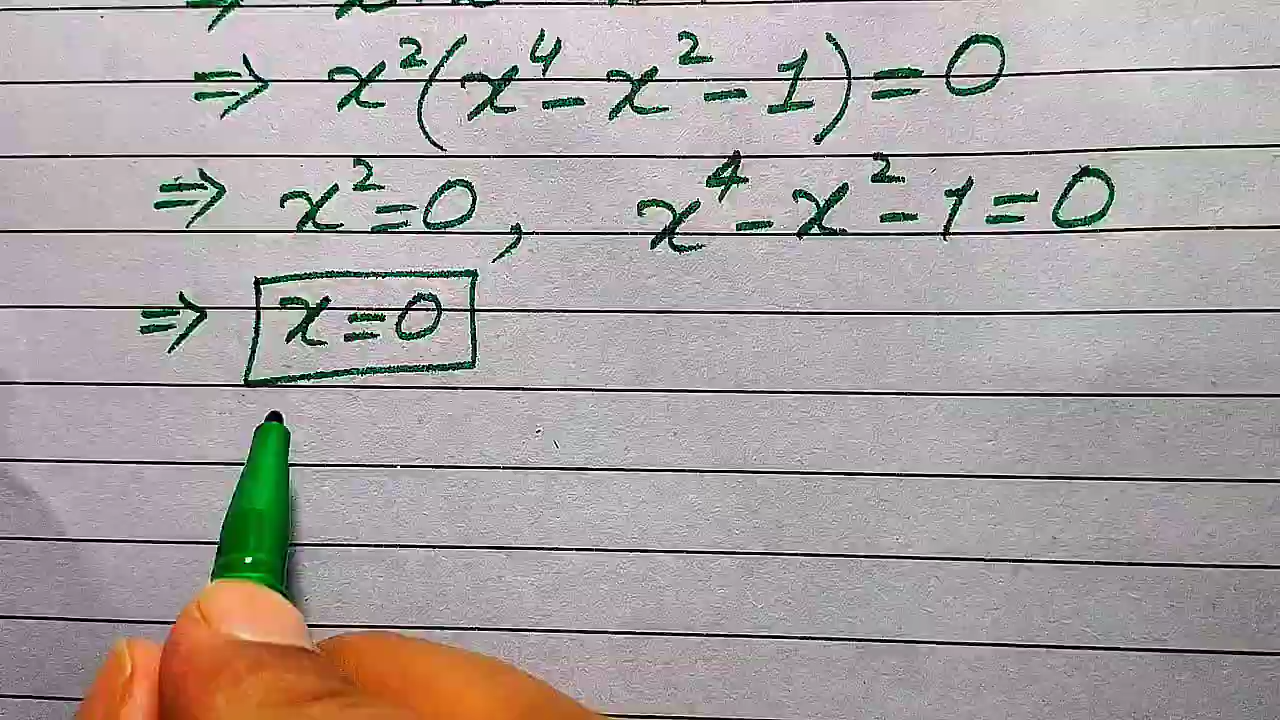 ⇒ x²(x⁴ - x² - 1) = 0
⇒ x² = 0, x⁴ - x² - 1 = 0
⇒ x = 0